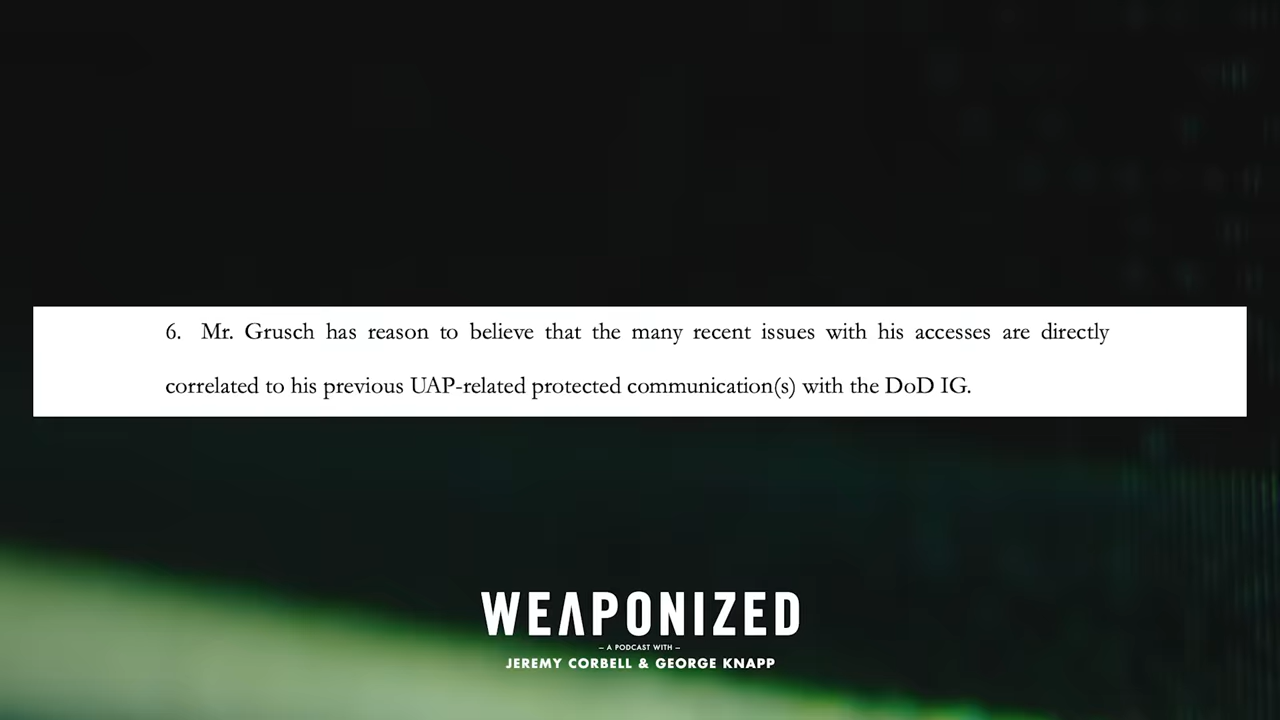 6. Mr. Grusch has reason to believe that the many recent issues with his accesses are directly
correlated to his previous UAP-related protected communication(s) with the DoD IG.
WEAPONIZED
– A PODCAST WITH –
JEREMY CORBELL & GEORGE KNAPP